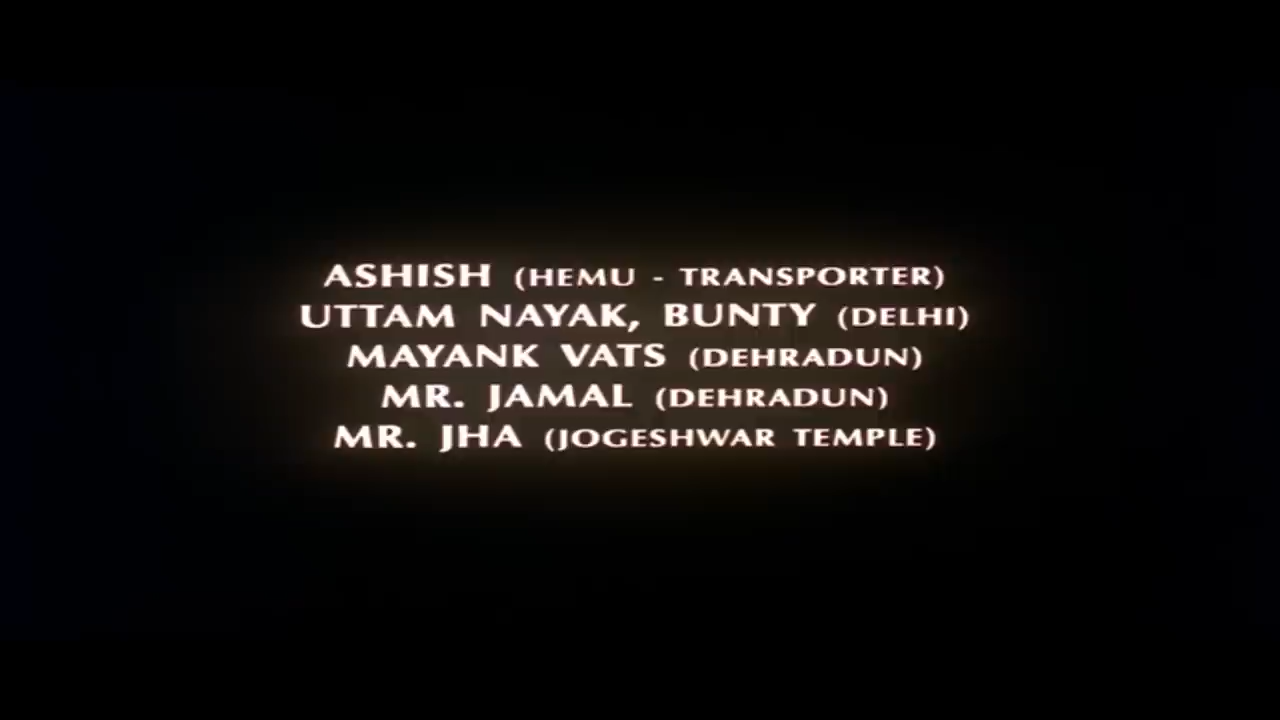 ASHISH (HEMU - TRANSPORTER)
UTTAM NAYAK, BUNTY (DELHI)
MAYANK VATS (DEHRADUN)
MR. JAMAL (DEHRADUN)
MR. JHA (JOGESHWAR TEMPLE)